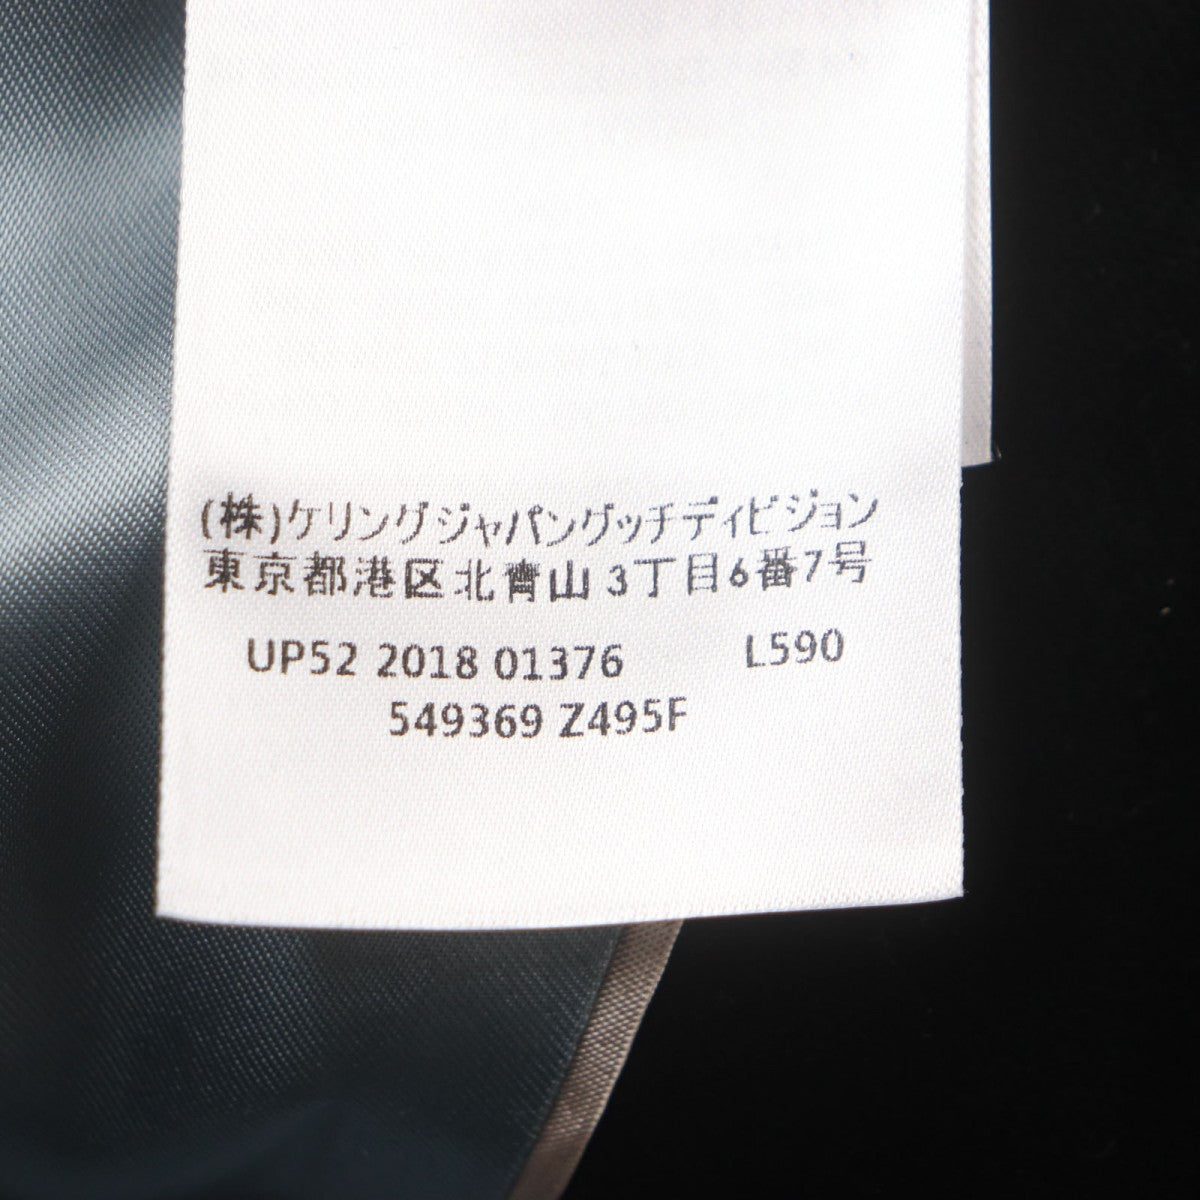 (株)ケリングジャパングッチディビジョン
東京都港区北青山3丁目6番7号
UP52 2018 01376 L590
549369 Z495F